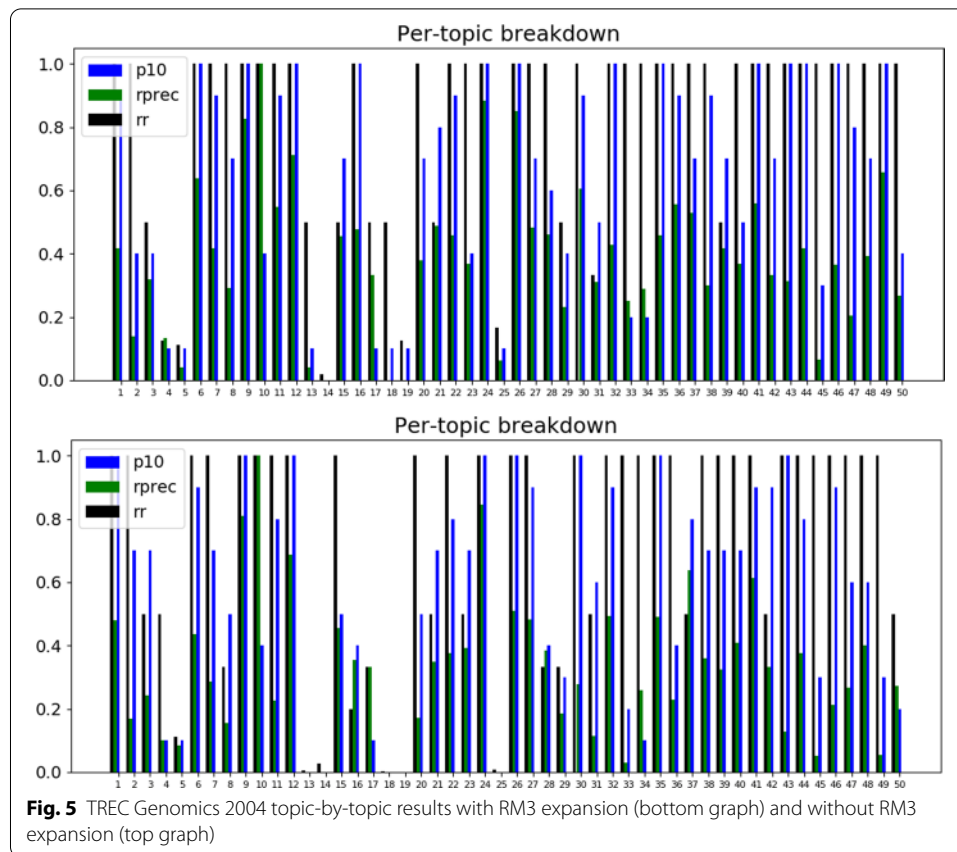 Per-topic breakdown
p10
rprec
rr
1.0
0.8
0.6
0.4
0.2
0.0
1 2 3 4 5 6 7 8 9 10 11 12 13 14 15 16 17 18 19 20 21 22 23 24 25 26 27 28 29 30 31 32 33 34 35 36 37 38 39 40 41 42 43 44 45 46 47 48 49 50
Per-topic breakdown
p10
rprec
rr
1.0
0.8
0.6
0.4
0.2
0.0
1 2 3 4 5 6 7 8 9 10 11 12 13 14 15 16 17 18 19 20 21 22 23 24 25 26 27 28 29 30 31 32 33 34 35 36 37 38 39 40 41 42 43 44 45 46 47 48 49 50
Fig. 5 TREC Genomics 2004 topic-by-topic results with RM3 expansion (bottom graph) and without RM3
expansion (top graph)